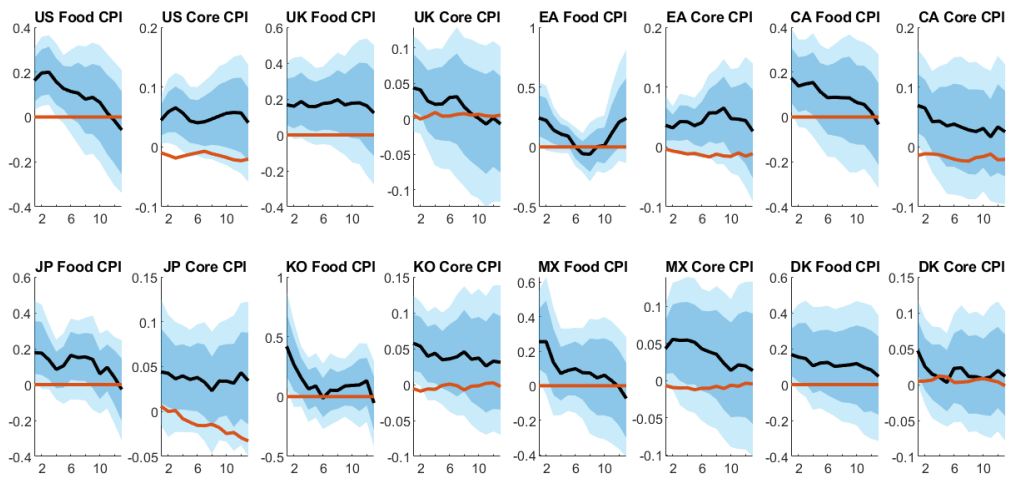 US Food CPI US Core CPI UK Food CPI UK Core CPI EA Food CPI EA Core CPI CA Food CPI CA Core CPI
0.4 0.2 0.6 0.1 1 0.2 0.4 0.2
0.2 0.1 0.4 0.05 0.5 0.1 0.2 0.1
0 0 0.2 0 0 0 0 0
-0.2 -0.1 0 -0.05 -0.5 -0.1 -0.2 -0.1
-0.4 -0.2 -0.1 -0.4
-0.4
2 6 10 2 6 10 2 6 10 2 6 10 2 6 10 2 6 10 2 6 10 2 6 10
JP Food CPI JP Core CPI KO Food CPI KO Core CPI MX Food CPI MX Core CPI DK Food CPI DK Core CPI
0.6 0.15 1 0.15 0.6 0.1 0.6 0.15
0.4 0.1 0.5 0.1 0.4 0.05 0.4 0.1
0.2 0.05 0 0.05 0.2 0 0.2 0.05
0 0 -0.5 0 0 -0.05 0 0
-0.2 -0.05 -0.05 -0.2 -0.1 -0.2 -0.05
-0.4 -0.1 -0.4 -0.4 -0.1
2 6 10 2 6 10 2 6 10 2 6 10 2 6 10 2 6 10 2 6 10 2 6 10